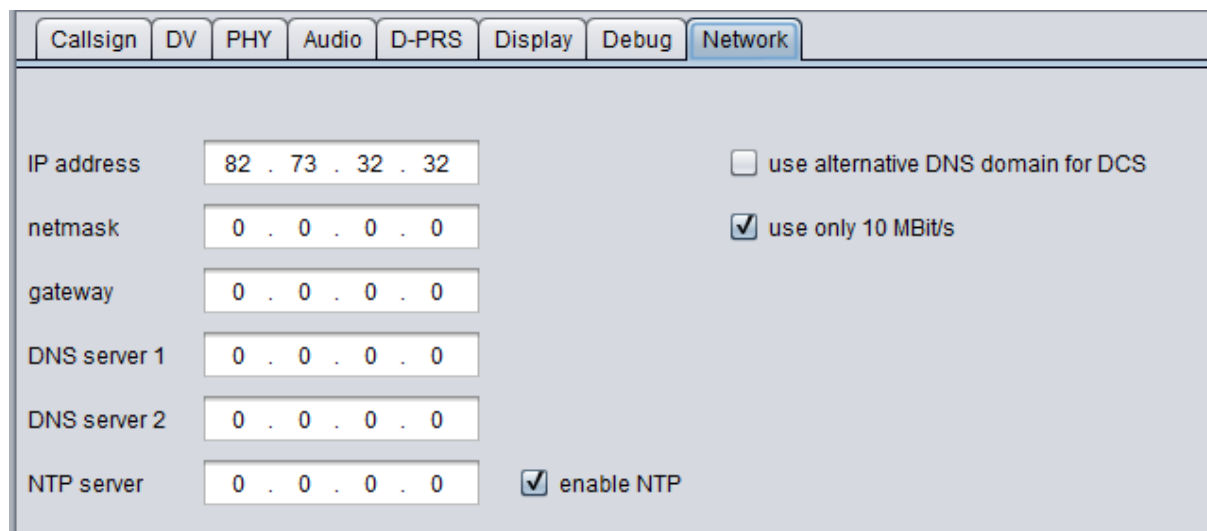 Callsign DV PHY Audio D-PRS Display Debug Network
IP address 82 . 73 . 32 . 32 use alternative DNS domain for DCS
netmask 0 . 0 . 0 . 0 use only 10 MBit/s
gateway 0 . 0 . 0 . 0
DNS server 1 0 . 0 . 0 . 0
DNS server 2 0 . 0 . 0 . 0
NTP server 0 . 0 . 0 . 0 enable NTP